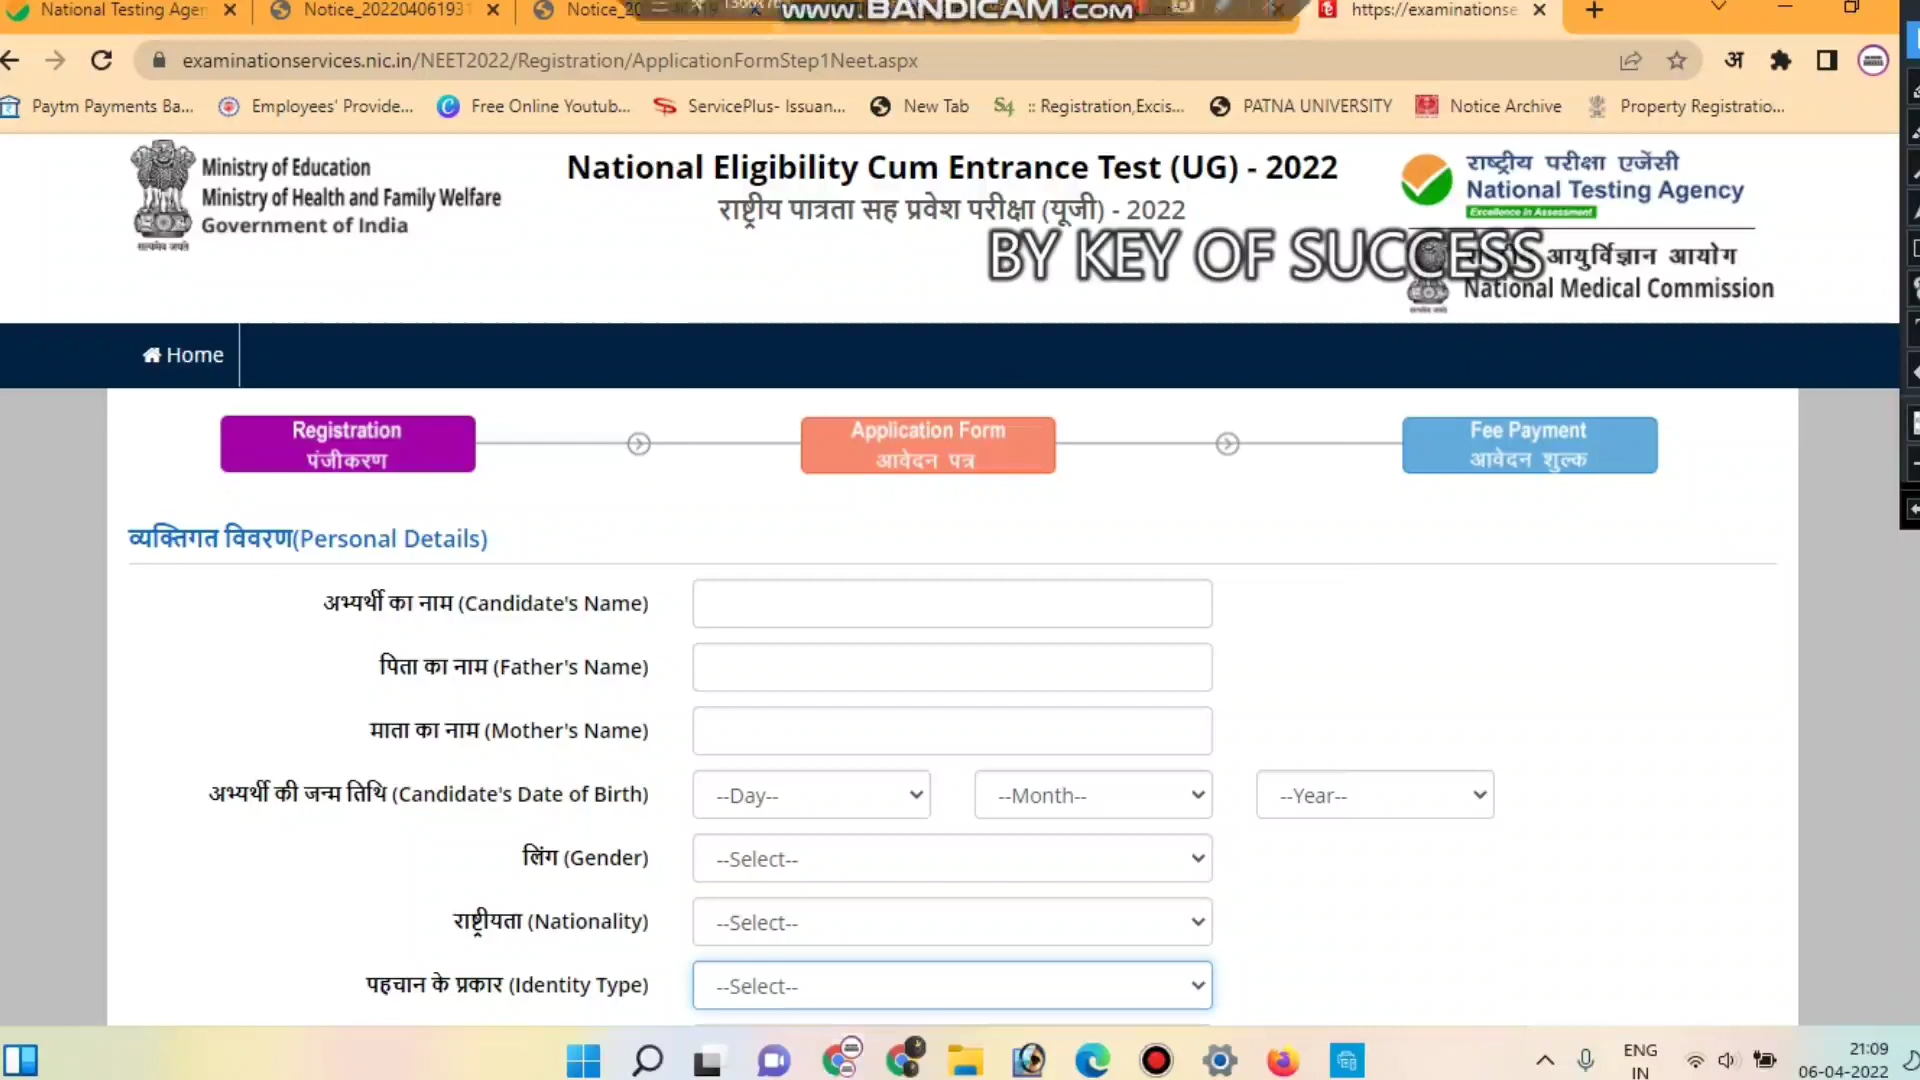 National Testing Agen
Notice_20220406193
Notice_20
www.BANDICAM.com
https://examinationse
examinationservices.nic.in/NEET2022/Registration/ApplicationFormStep1Neet.aspx
अ
Paytm Payments Ba...
Employees' Provide...
Free Online Youtub...
ServicePlus- Issuan...
New Tab
:: Registration,Excis...
PATNA UNIVERSITY
Notice Archive
Property Registratio...
Ministry of Education
Ministry of Health and Family Welfare
Government of India
सत्यमेव जयते
National Eligibility Cum Entrance Test (UG) - 2022
राष्ट्रीय पात्रता सह प्रवेश परीक्षा (यूजी) - 2022
राष्ट्रीय परीक्षा एजेंसी
National Testing Agency
Excellence in Assessment
BY KEY OF SUCCESS
आयुर्विज्ञान आयोग
National Medical Commission
Home
Registration
पंजीकरण
Application Form
आवेदन पत्र
Fee Payment
आवेदन शुल्क
व्यक्तिगत विवरण(Personal Details)
अभ्यर्थी का नाम (Candidate's Name)
पिता का नाम (Father's Name)
माता का नाम (Mother's Name)
अभ्यर्थी की जन्म तिथि (Candidate's Date of Birth) --Day-- --Month-- --Year--
लिंग (Gender) --Select--
राष्ट्रीयता (Nationality) --Select--
पहचान के प्रकार (Identity Type) --Select--
ENG
IN
21:09
06-04-2022